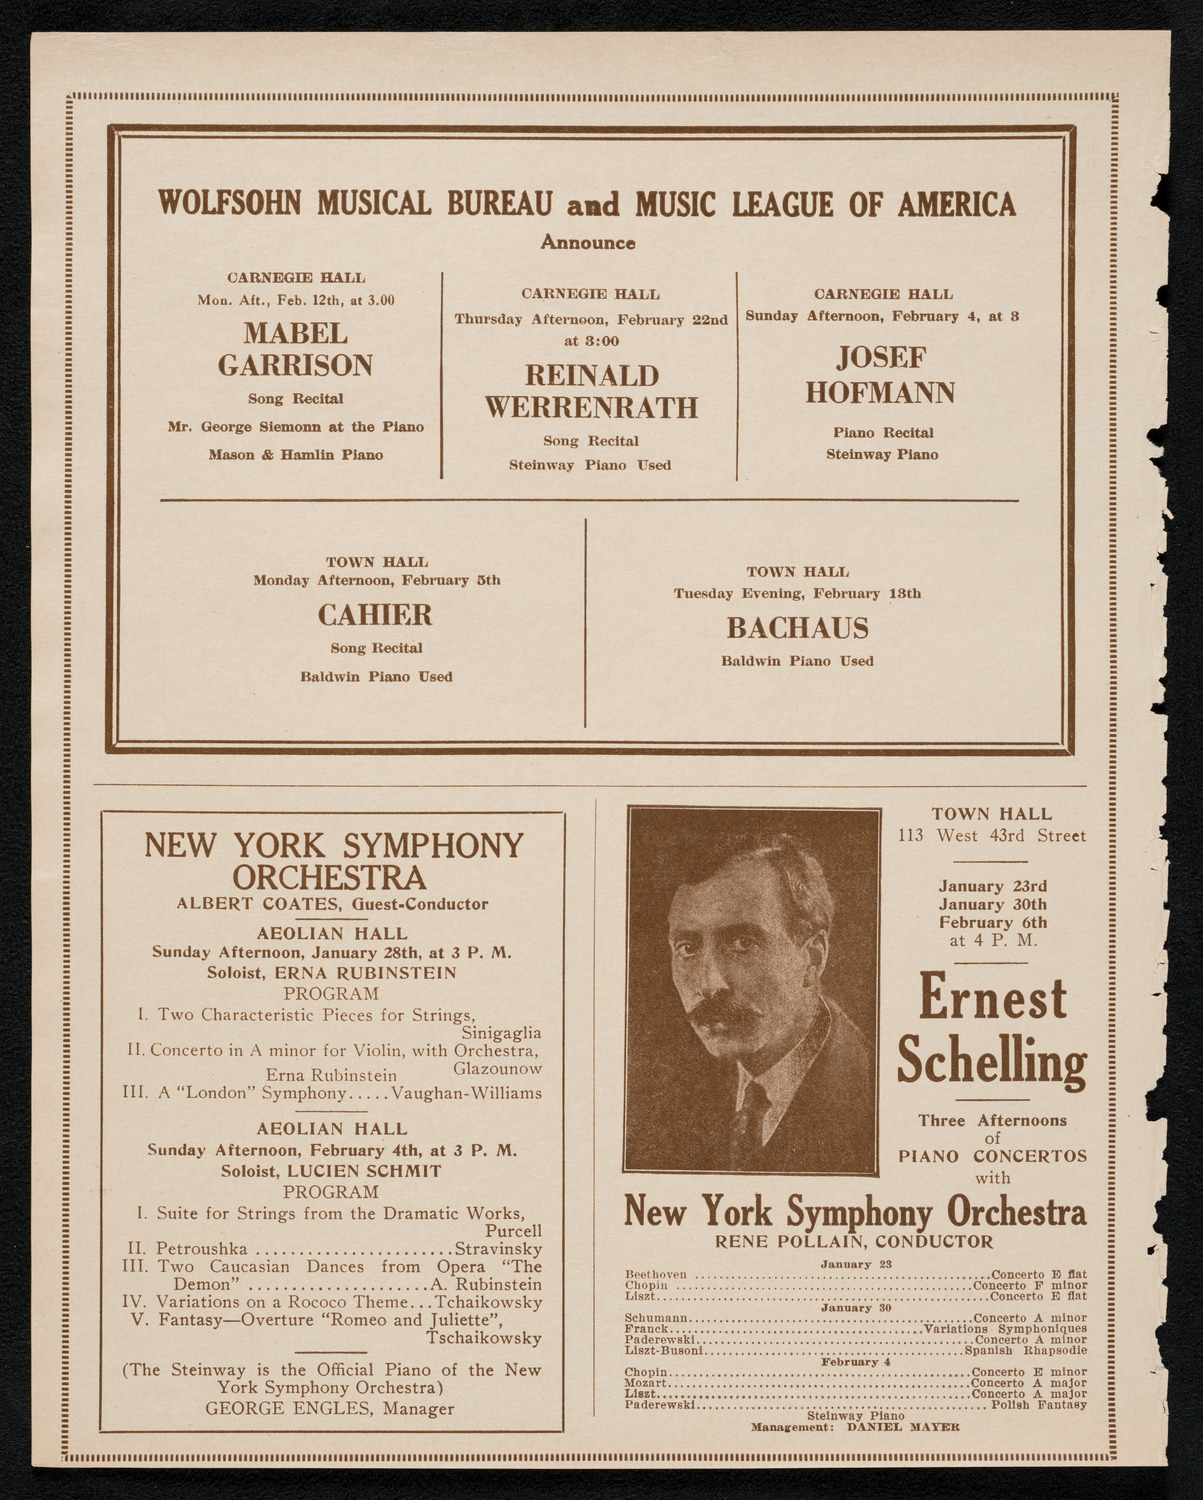 WOLFSOHN MUSICAL BUREAU and MUSIC LEAGUE OF AMERICA
Announce
CARNEGIE HALL
Mon. Aft., Feb. 12th, at 3.00
MABEL
GARRISON
Song Recital
Mr. George Siemonn at the Piano
Mason & Hamlin Piano
CARNEGIE HALL
Thursday Afternoon, February 22nd
at 3:00
REINALD
WERRENRATH
Song Recital
Steinway Piano Used
CARNEGIE HALL
Sunday Afternoon, February 4, at 3
JOSEF
HOFMANN
Piano Recital
Steinway Piano
TOWN HALL
Monday Afternoon, February 5th
CAHIER
Song Recital
Baldwin Piano Used
TOWN HALL
Tuesday Evening, February 13th
BACHAUS
Baldwin Piano Used
NEW YORK SYMPHONY
ORCHESTRA
ALBERT COATES, Guest-Conductor
AEOLIAN HALL
Sunday Afternoon, January 28th, at 3 P. M.
Soloist, ERNA RUBINSTEIN
PROGRAM
I. Two Characteristic Pieces for Strings,
Sinigaglia
II. Concerto in A minor for Violin, with Orchestra,
Glazounow
Erna Rubinstein
III. A "London" Symphony.....Vaughan-Williams
AEOLIAN HALL
Sunday Afternoon, February 4th, at 3 P. M.
Soloist, LUCIEN SCHMIT
PROGRAM
I. Suite for Strings from the Dramatic Works,
Purcell
II. Petroushka .......................Stravinsky
III. Two Caucasian Dances from Opera "The
Demon" .....................A. Rubinstein
IV. Variations on a Rococo Theme...Tchaikowsky
V. Fantasy—Overture "Romeo and Juliette",
Tschaikowsky
(The Steinway is the Official Piano of the New
York Symphony Orchestra)
GEORGE ENGLES, Manager
TOWN HALL
113 West 43rd Street
January 23rd
January 30th
February 6th
at 4 P. M.
Ernest
Schelling
Three Afternoons
of
PIANO CONCERTOS
with
New York Symphony Orchestra
RENE POLLAIN, CONDUCTOR
January 23
Beethoven ........................................Concerto E flat
Chopin ........................................Concerto F minor
Liszt........................................Concerto E flat
January 30
Schumann........................................Concerto A minor
Franck........................................Variations Symphoniques
Paderewski........................................Concerto A minor
Liszt-Busoni........................................Spanish Rhapsodie
February 4
Chopin........................................Concerto E minor
Mozart........................................Concerto A major
Liszt........................................Concerto A major
Paderewski........................................Polish Fantasy
Steinway Piano
Management: DANIEL MAYER